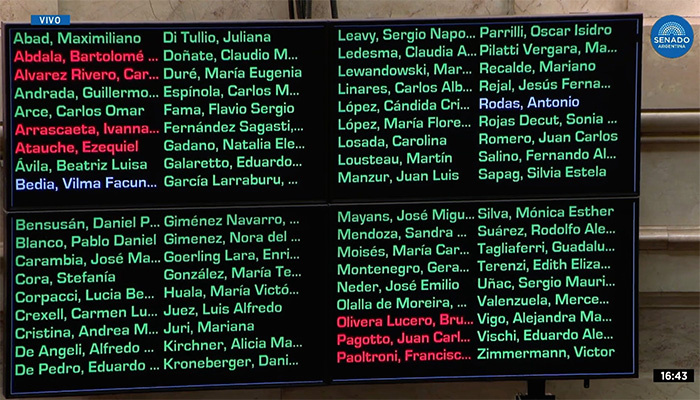 VIVO
SENADO
ARGENTINA
Abad, Maximiliano
Abdala, Bartolomé ...
Alvarez Rivero, Car...
Andrada, Guillermo...
Arce, Carlos Omar
Arrascaeta, Ivanna...
Atauche, Ezequiel
Ávila, Beatriz Luisa
Bedia, Vilma Facun...
Di Tullio, Juliana
Doñate, Claudio M...
Duré, María Eugenia
Espínola, Carlos M...
Fama, Flavio Sergio
Fernández Sagasti,...
Gadano, Natalia Ele...
Galaretto, Eduardo...
García Larraburu, ...
Leavy, Sergio Napo...
Ledesma, Claudia A...
Lewandowski, Mar...
Linares, Carlos Alb...
López, Cándida Cri...
López, María Flore...
Losada, Carolina
Lousteau, Martín
Manzur, Juan Luis
Parrilli, Oscar Isidro
Pilatti Vergara, Ma...
Recalde, Mariano
Rejal, Jesús Ferna...
Rodas, Antonio
Rojas Decut, Sonia ...
Romero, Juan Carlos
Salino, Fernando Al...
Sapag, Silvia Estela
Bensusán, Daniel P...
Blanco, Pablo Daniel
Carambia, José Ma...
Cora, Stefanía
Corpacci, Lucia Be...
Crexell, Carmen Lu...
Cristina, Andrea M...
De Angeli, Alfredo ...
De Pedro, Eduardo ...
Giménez Navarro, ...
Gimenez, Nora del ...
Goerling Lara, Enri...
González, María Te...
Huala, María Victó...
Juez, Luis Alfredo
Juri, Mariana
Kirchner, Alicia Ma...
Kroneberger, Dani...
Mayans, José Migu...
Mendoza, Sandra ...
Moisés, María Car...
Montenegro, Gera...
Neder, José Emilio
Olalla de Moreira, ...
Olivera Lucero, Bru...
Pagotto, Juan Carl...
Paoltroni, Francisc...
Silva, Mónica Esther
Suárez, Rodolfo Ale...
Tagliaferri, Guadalu...
Terenzi, Edith Eliza...
Uñac, Sergio Mauri...
Valenzuela, Merce...
Vigo, Alejandra Ma...
Vischi, Eduardo Ale...
Zimmermann, Victor
16:43